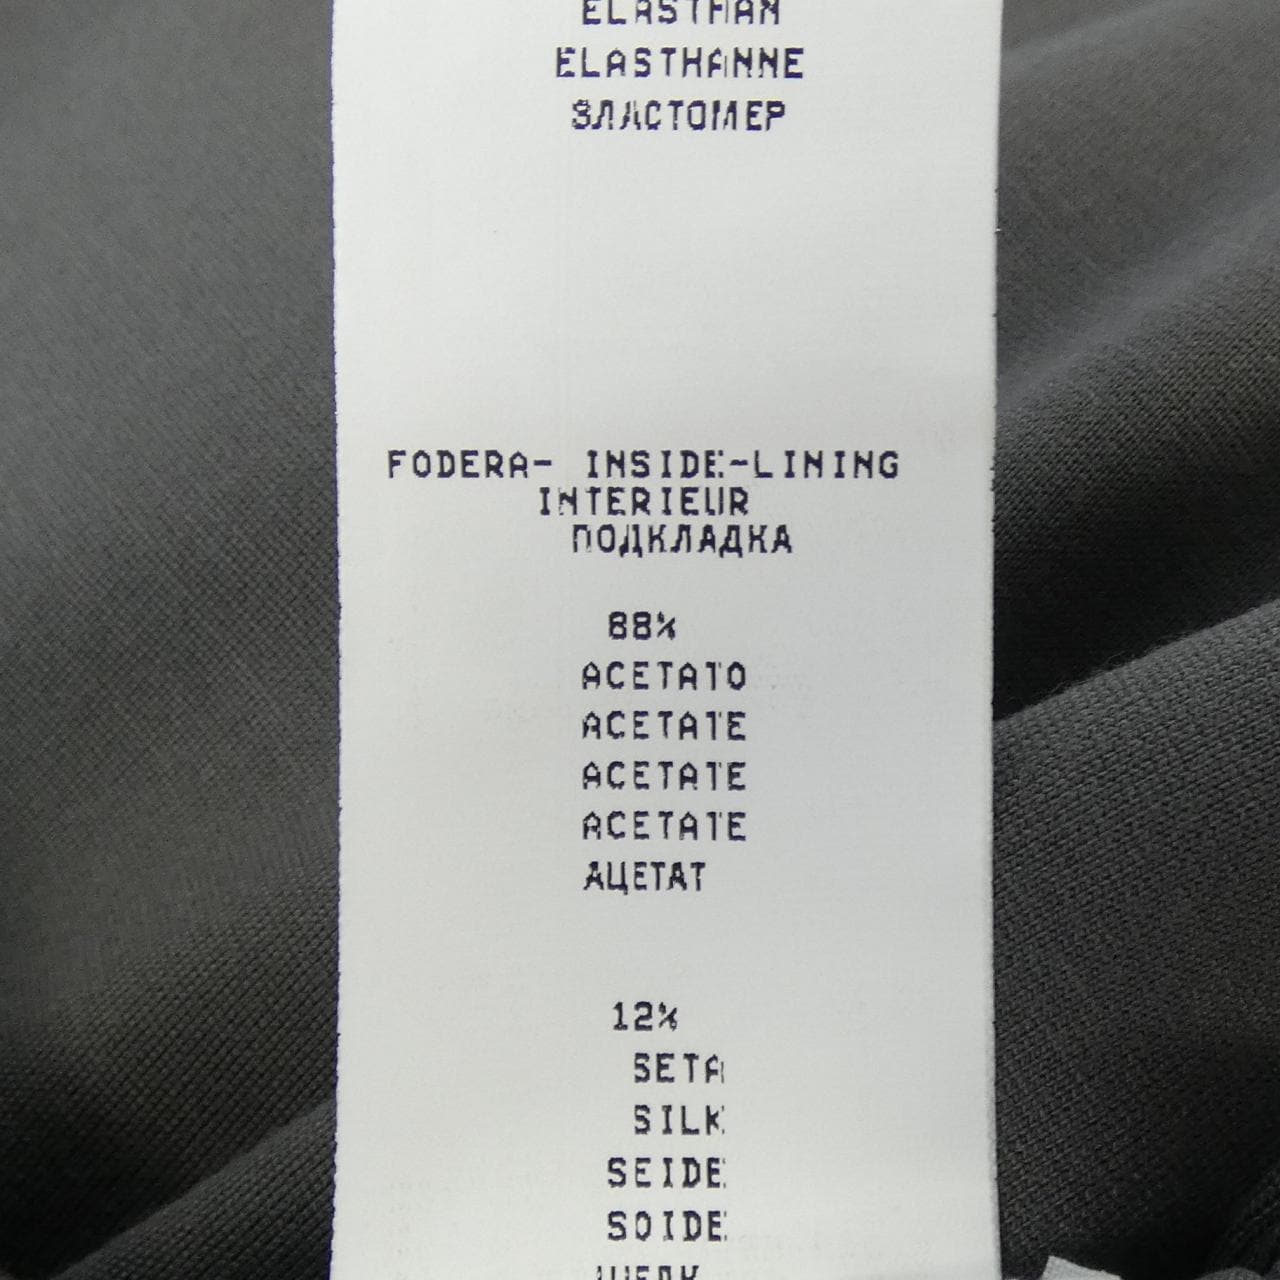 ELASTHAN
ELASTHANNE
ЭЛАСТОМЕР
FODERA- INSIDE-LINING
INTERIEUR
ПОДКЛАДКА
88%
ACETATO
ACETATE
ACETATE
ACETATE
АЦЕТАТ
12%
SETA
SILK
SEIDE
SOIDE
ШЕЛК